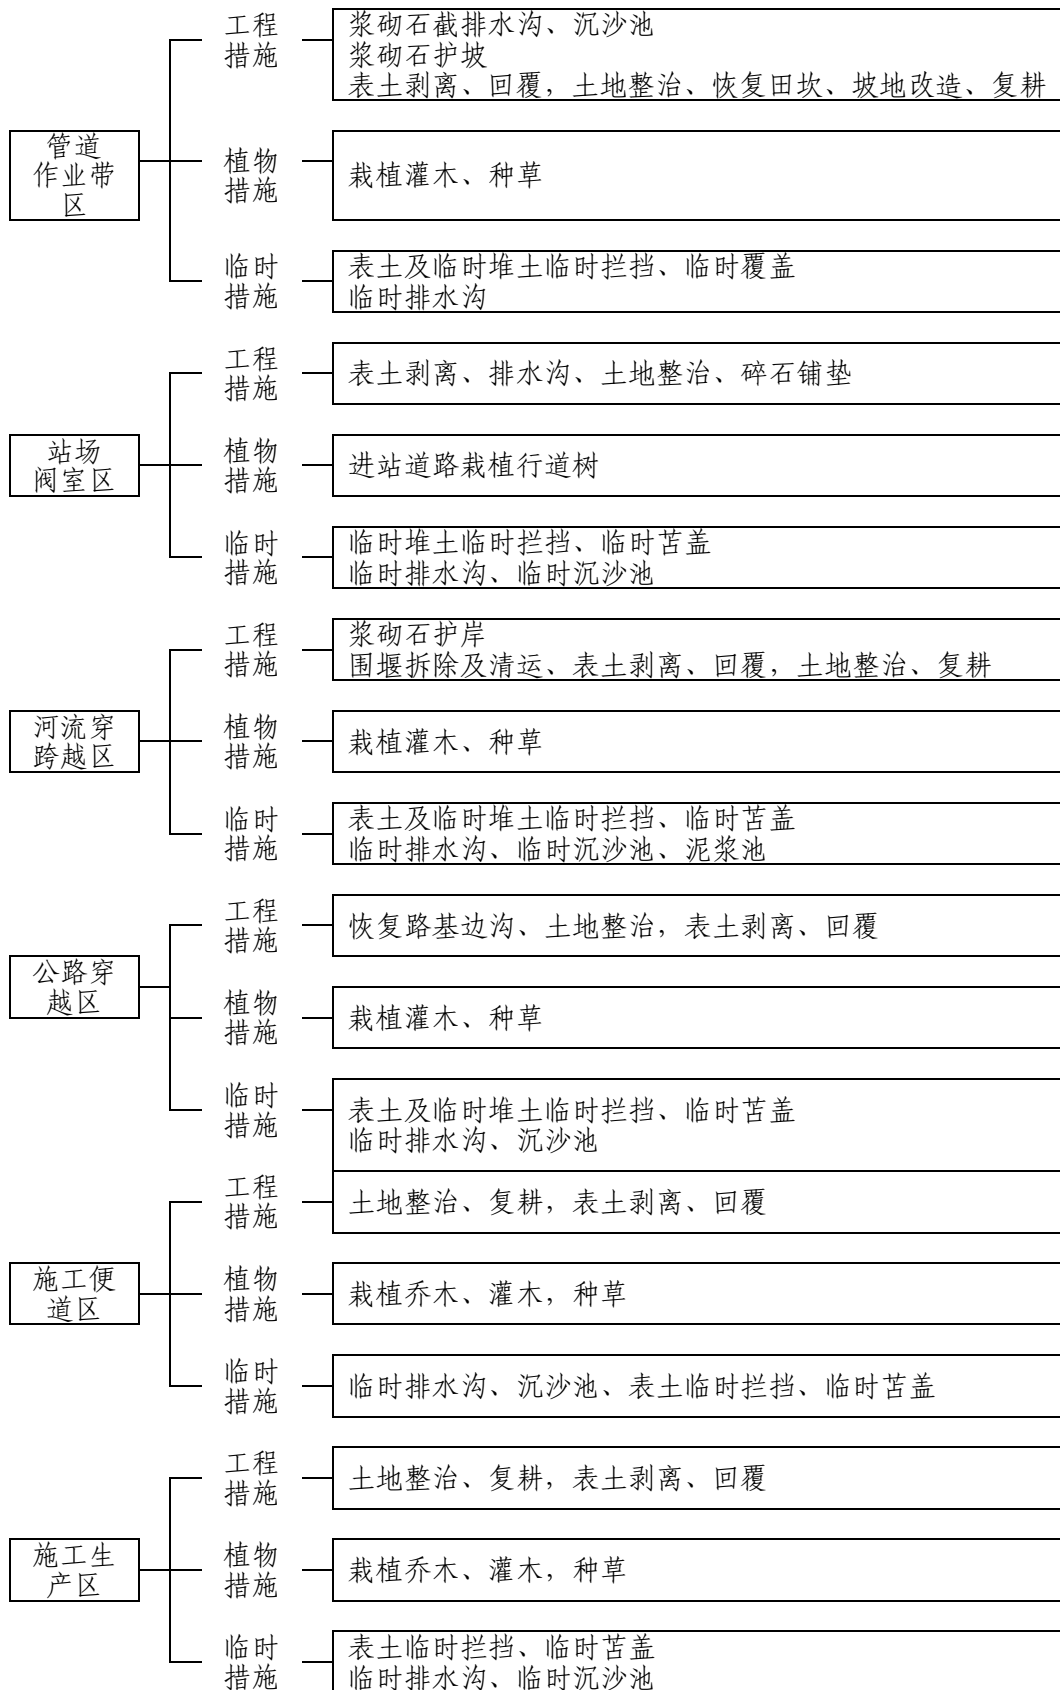 工程
措施
浆砌石截排水沟、沉沙池
浆砌石护坡
表土剥离、回覆，土地整治、恢复田坎、坡地改造、复耕
管道
作业带
区
植物
措施
栽植灌木、种草
临时
措施
表土及临时堆土临时拦挡、临时覆盖
临时排水沟
工程
措施
表土剥离、排水沟、土地整治、碎石铺垫
站场
阀室区
植物
措施
进站道路栽植行道树
临时
措施
临时堆土临时拦挡、临时苫盖
临时排水沟、临时沉沙池
工程
措施
浆砌石护岸
围堰拆除及清运、表土剥离、回覆，土地整治、复耕
河流穿
跨越区
植物
措施
栽植灌木、种草
临时
措施
表土及临时堆土临时拦挡、临时苫盖
临时排水沟、临时沉沙池、泥浆池
工程
措施
恢复路基边沟、土地整治，表土剥离、回覆
公路穿
越区
植物
措施
栽植灌木、种草
临时
措施
表土及临时堆土临时拦挡、临时苫盖
临时排水沟、沉沙池
工程
措施
土地整治、复耕，表土剥离、回覆
施工便
道区
植物
措施
栽植乔木、灌木，种草
临时
措施
临时排水沟、沉沙池、表土临时拦挡、临时苫盖
工程
措施
土地整治、复耕，表土剥离、回覆
施工生
产区
植物
措施
栽植乔木、灌木，种草
临时
措施
表土临时拦挡、临时苫盖
临时排水沟、临时沉沙池